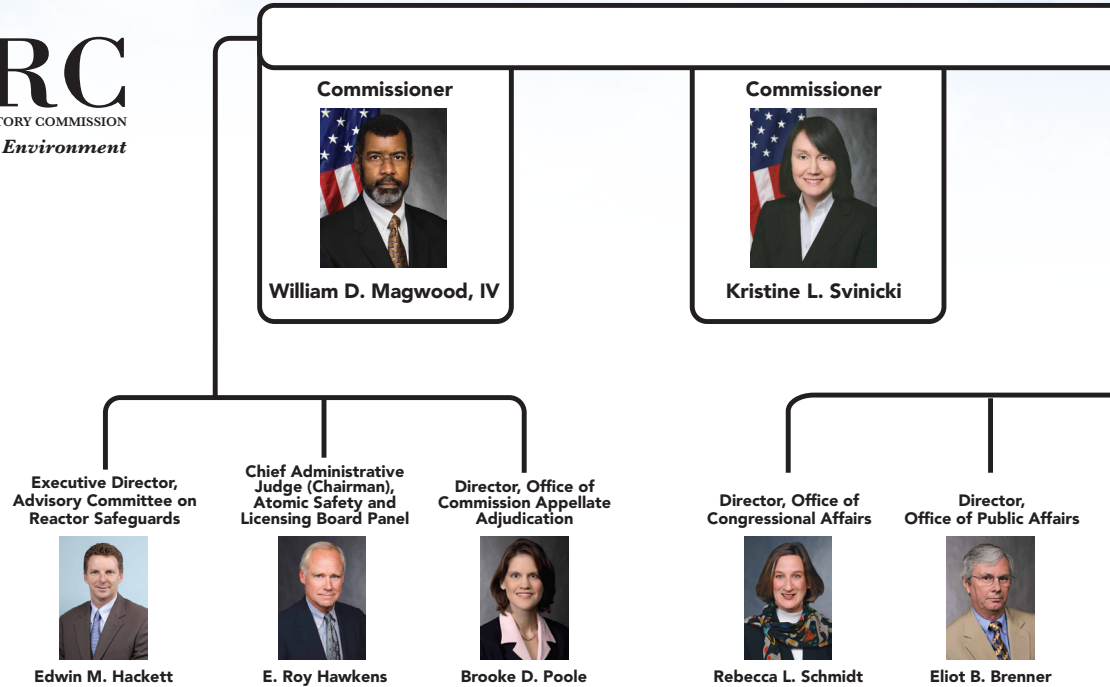 RC
TORY COMMISSION
Environment
Commissioner
William D. Magwood, IV
Commissioner
Kristine L. Svinicki
Executive Director,
Advisory Committee on
Reactor Safeguards
Edwin M. Hackett
Chief Administrative
Judge (Chairman),
Atomic Safety and
Licensing Board Panel
E. Roy Hawkens
Director, Office of
Commission Appellate
Adjudication
Brooke D. Poole
Director, Office of
Congressional Affairs
Rebecca L. Schmidt
Director,
Office of Public Affairs
Eliot B. Brenner